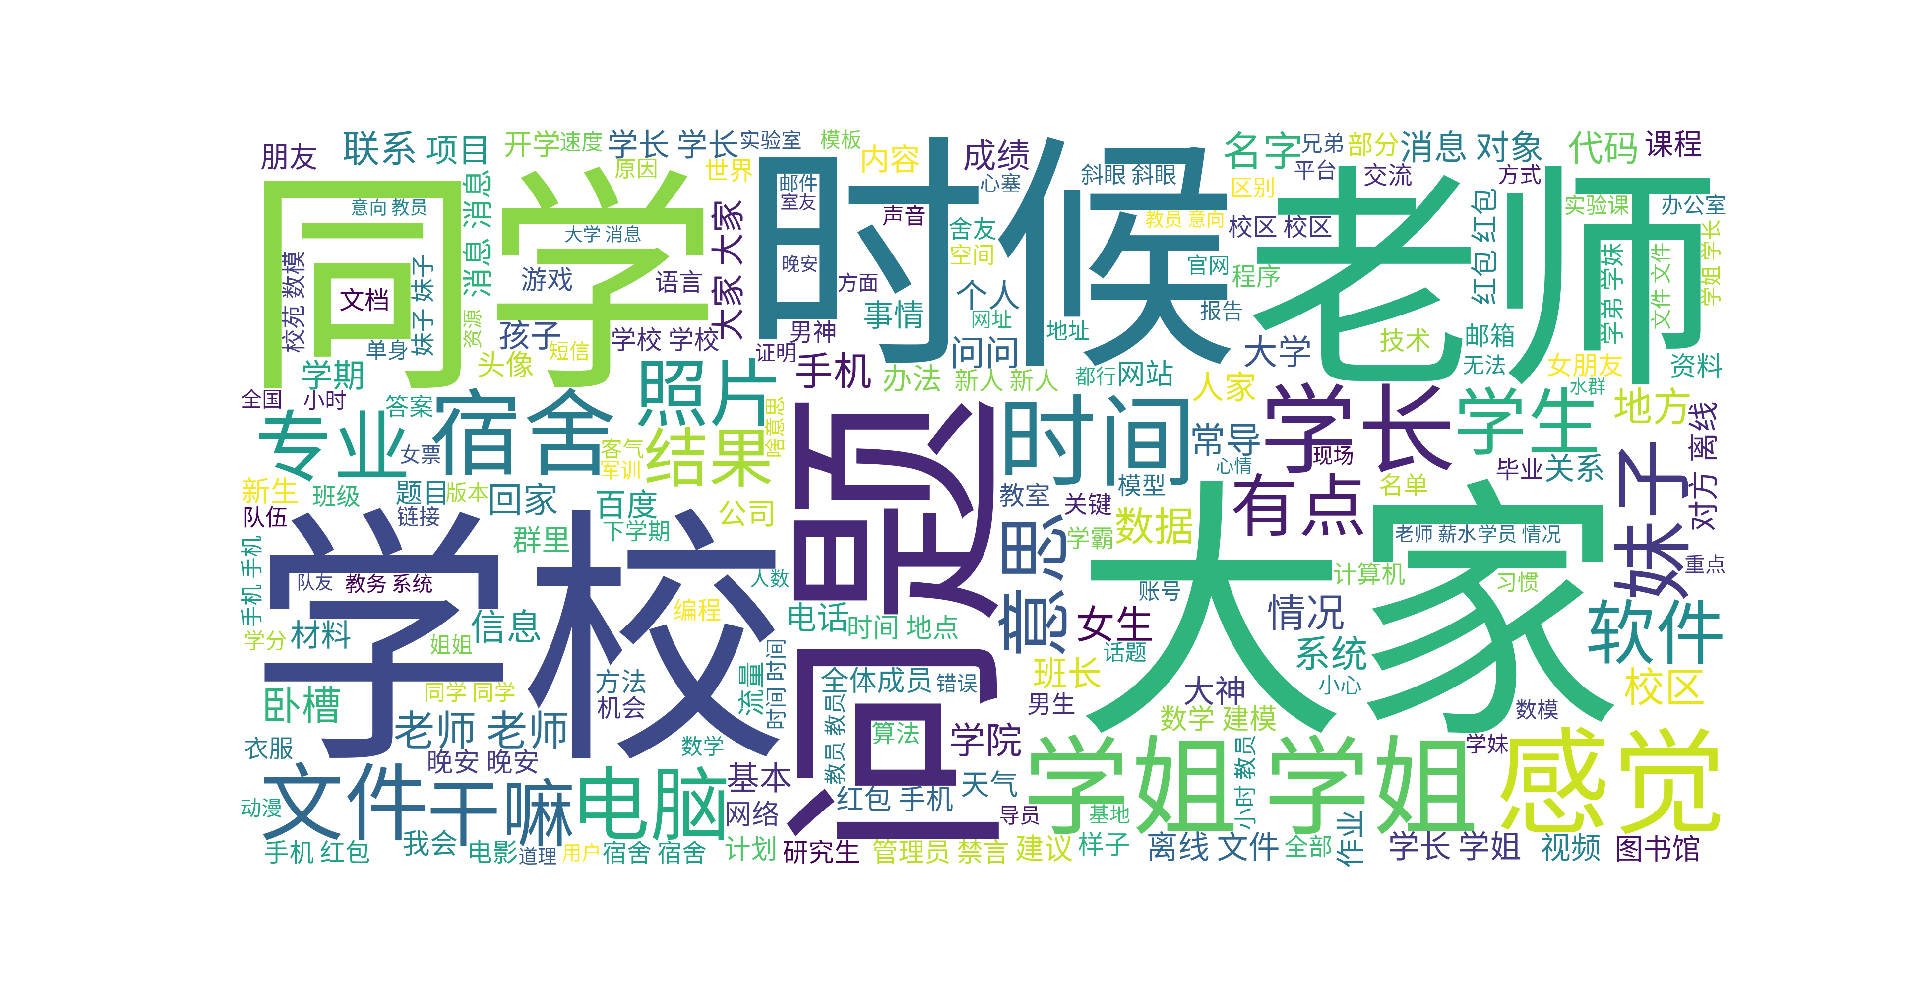 朋友
联系 项目
开学
速度
学长 学长
实验室
模板
内容
成绩
名字
兄弟
部分
消息 对象
代码
课程
原因
世界
邮件
室友
心塞
斜眼 斜眼
区别
平台
交流
方式
同学
时候
老师
意向 教员
消息 消息
大家 大家
声音
舍友
教员 意向
校区 校区
红包 红包
实验课
办公室
大学 消息
晚安
空间
官网
程序
学弟 学妹
文件 文件
学姐 学长
校苑 数模
文档
妹子 妹子
游戏
语言
方面
个人
事情
网址
地址
报告
资源
孩子
学校 学校
男神
技术
邮箱
单身
头像
短信
证明
问问
大学
无法
女朋友
资料
学期
照片
手机
办法
新人 新人
都行
网站
人家
水群
全国
小时
答案
啥意思
专业
宿舍
结果
问题
时间
常导
学长
学生
地方
对方 离线
女票
客气
军训
心情
现场
毕业
关系
妹子
新生
班级
题目
版本
回家
百度
公司
教室
关键
模型
有点
名单
队伍
链接
群里
下学期
意思
学霸
数据
老师 薪水
学员 情况
重点
手机 手机
学校
队友
教务 系统
人数
大家
账号
计算机
习惯
学分
材料
姐姐
信息
编程
电话
时间 地点
女生
情况
软件
话题
系统
卧槽
同学 同学
方法
机会
流量
时间 时间
全体成员
错误
班长
男生
大神
小心
校区
老师 老师
数学
教员 教员
算法
学院
数学 建模
数模
衣服
晚安 晚安
小时 教员
学妹
文件
干嘛
电脑
基本
天气
学姐 学姐
感觉
动漫
网络
红包 手机
导员
基地
作业
手机 红包
我会
电影
道理
用户
宿舍 宿舍
计划
研究生
管理员 禁言
建议
样子
离线 文件
全部
学长 学姐
视频
图书馆